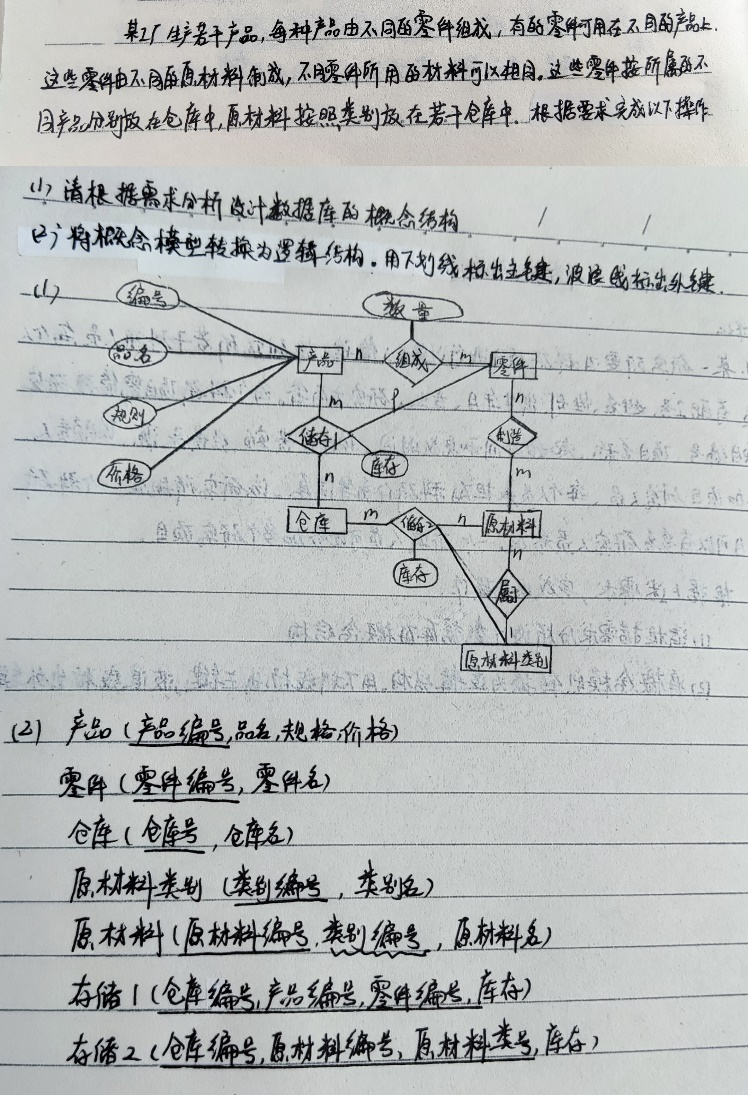 某工厂生产若干产品,每种产品由不同的零件组成,有的零件可用在不同的产品上.
这些零件由不同的原材料制成,不同零件所用的材料可以相同。这些零件按所属的不
同产品分别放在仓库中,原材料按照类别放在若干仓库中.根据要求完成以下操作
(1)请根据需求分析设计数据库的概念结构
(2)将概念模型转换为逻辑结构.用下划线标出主键,波浪线标出外键.
(1)
编号
数量
品名
产品 n 组成 m 零件
规则
m p n
储存1 制造
价格
库存
n m
仓库 m 储存2 n 原材料
库存
n
属于
1
原材料类别
(2) 产品(产品编号,品名,规格,价格)
零件(零件编号,零件名)
仓库(仓库号,仓库名)
原材料类别(类别编号,类别名)
原材料(原材料编号,类别编号,原材料名)
存储1(仓库编号,产品编号,零件编号,库存)
存储2(仓库编号,原材料编号,原材料类号,库存)